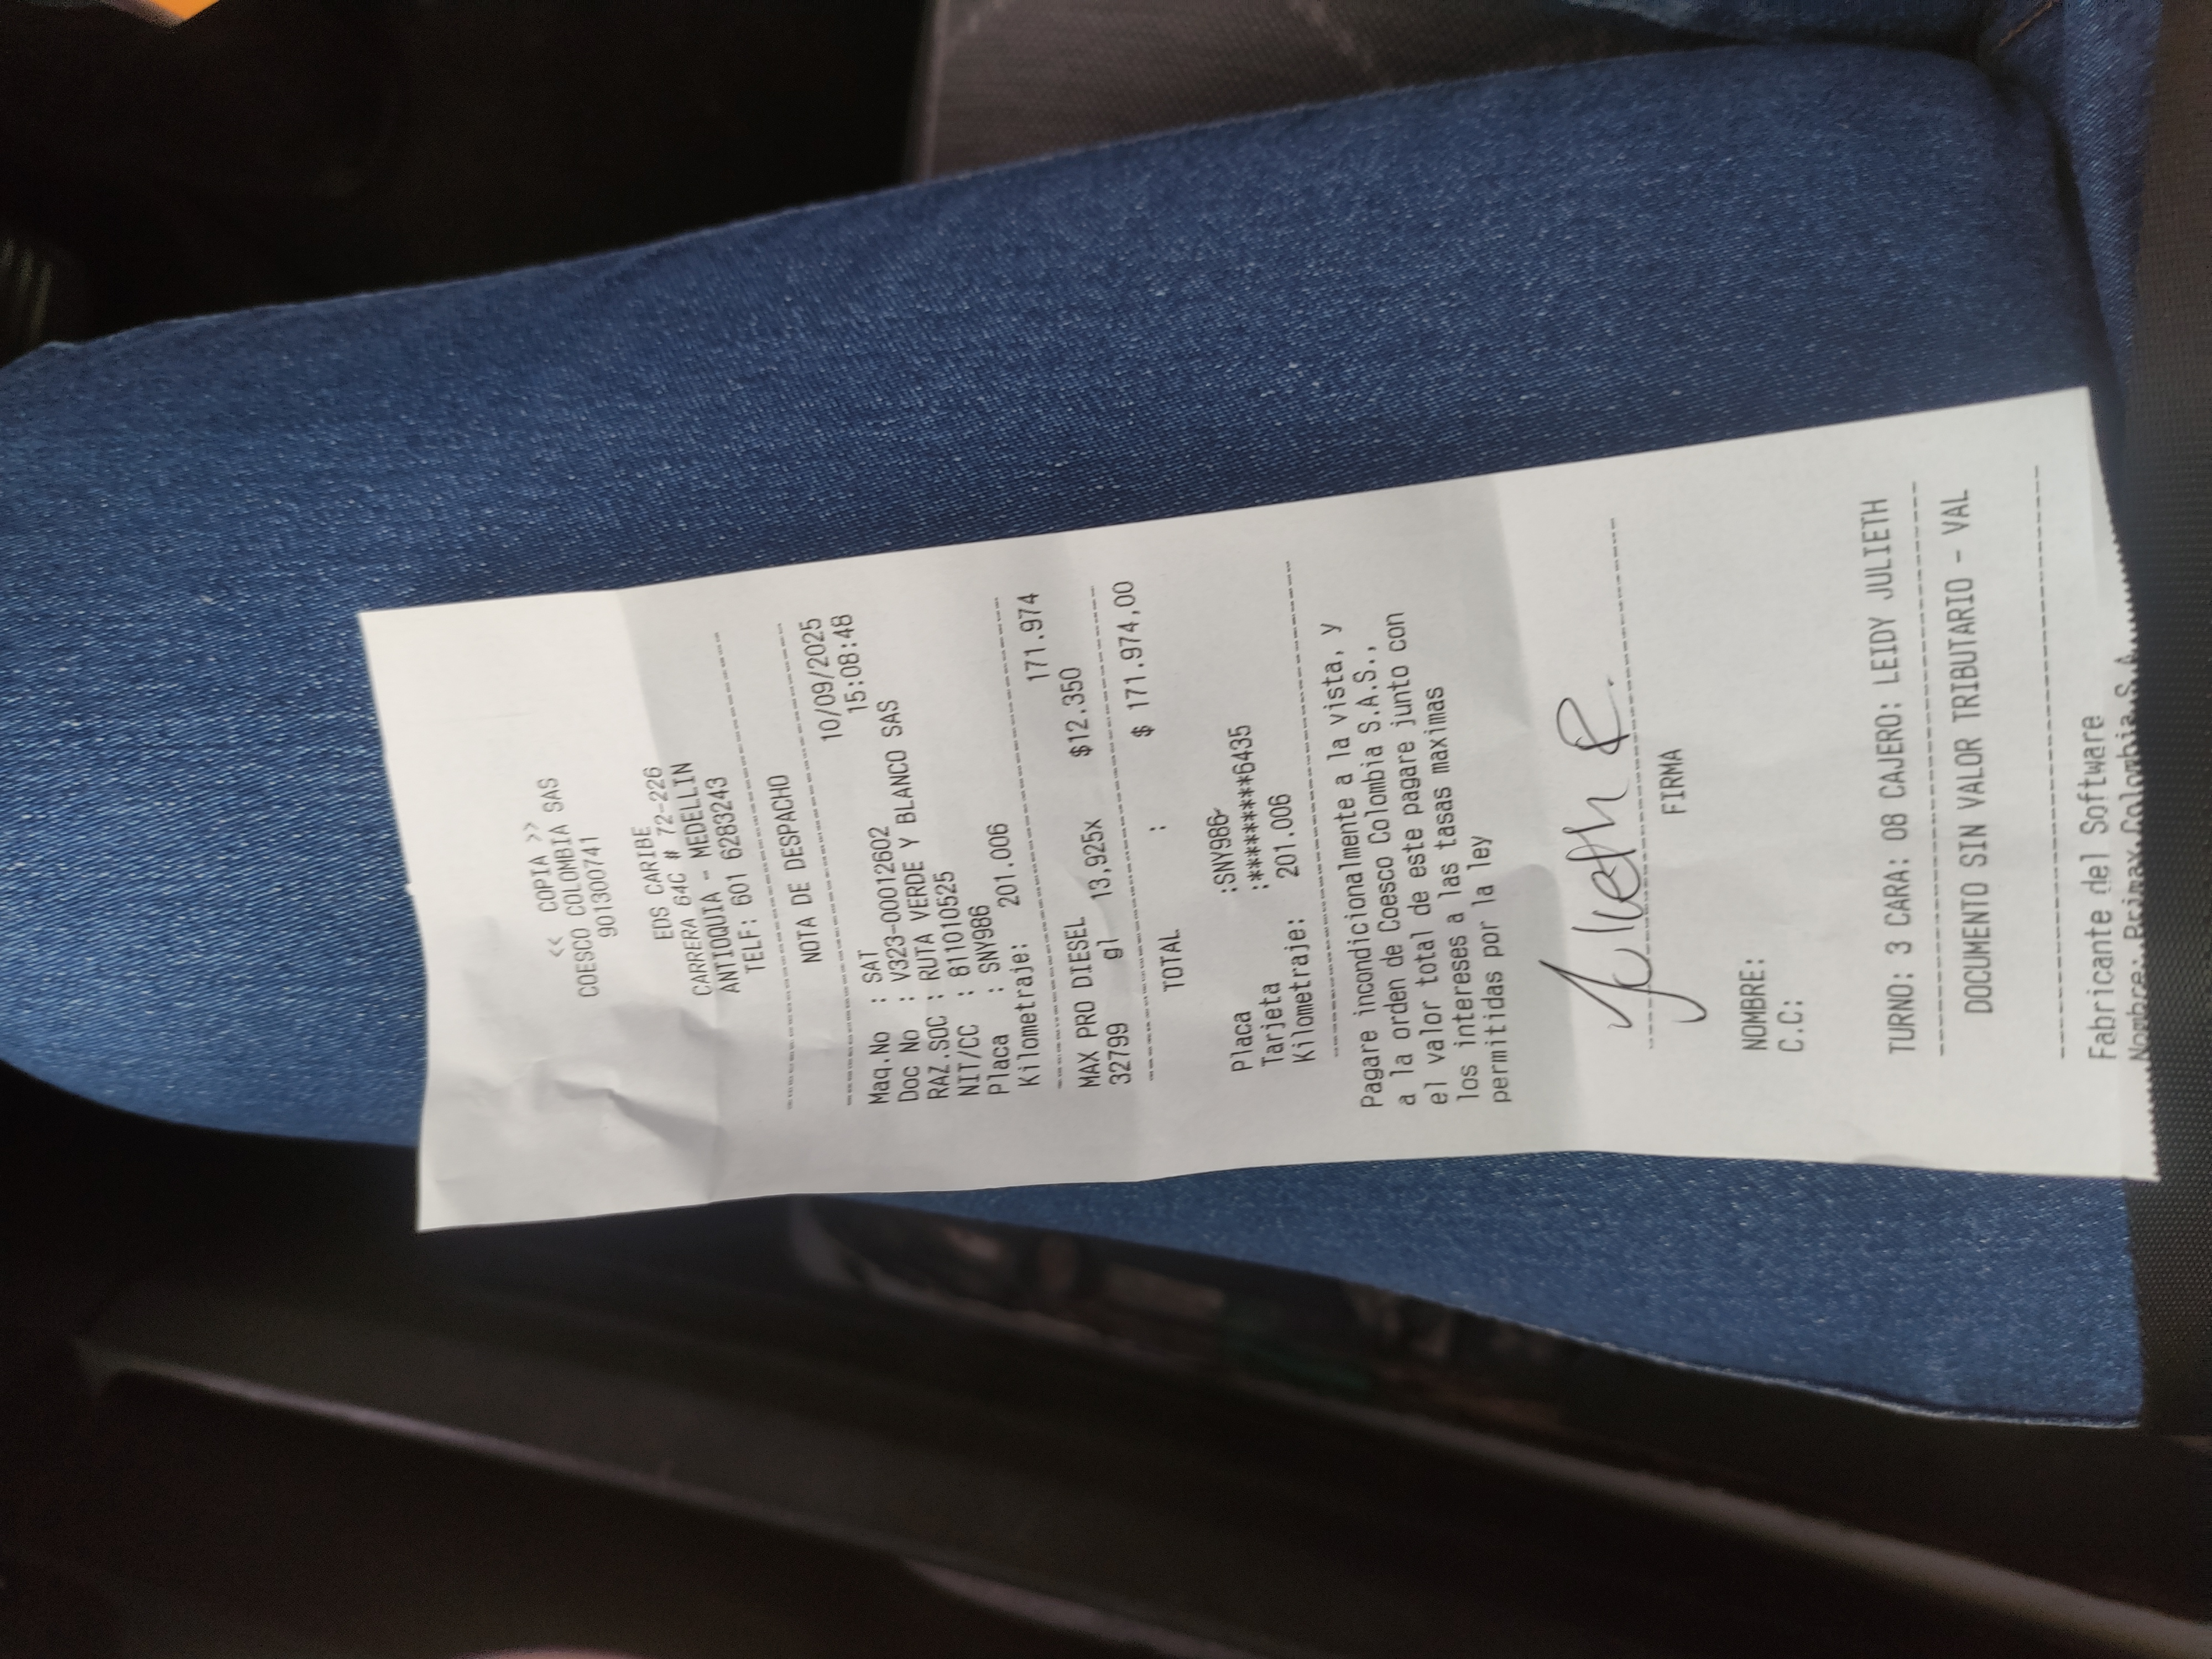 << COPIA >>
COESCO COLOMBIA SAS
901300741
EDS CARIBE
CARRERA 64C # 72-226
ANTIOQUIA - MEDELLIN
TELF: 601 6283243
NOTA DE DESPACHO
10/09/2025
15:08:48
Maq.No : SAT
Doc No : V323-00012602
RAZ.SOC : RUTA VERDE Y BLANCO SAS
NIT/CC : 811010525
Placa : SNY986
Kilometraje: 201.006
171.974
MAX PRO DIESEL
32799 gl 13,925x $12.350
TOTAL : $ 171.974,00
Placa :SNY986
Tarjeta :*********6435
Kilometraje: 201.006
Pagare incondicionalmente a la vista, y
a la orden de Coesco Colombia S.A.S.,
el valor total de este pagare junto con
los intereses a las tasas maximas
permitidas por la ley
Julieth R.
FIRMA
NOMBRE:
C.C:
TURNO: 3 CARA: 08 CAJERO: LEIDY JULIETH
DOCUMENTO SIN VALOR TRIBUTARIO - VAL
Fabricante del Software
Nombre: Primax Colombia S.A.